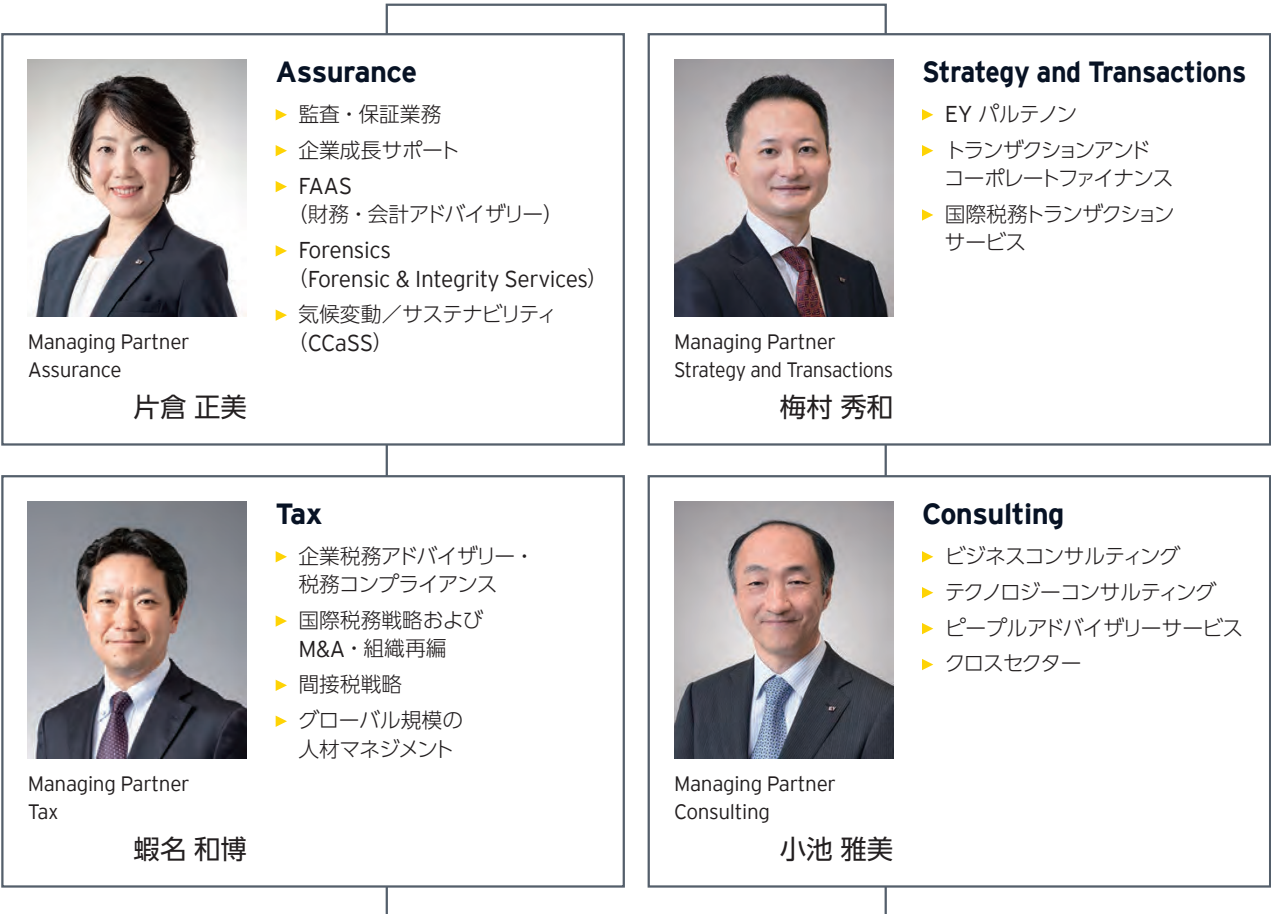 Assurance
▶ 監査・保証業務
▶ 企業成長サポート
▶ FAAS
（財務・会計アドバイザリー）
▶ Forensics
（Forensic & Integrity Services）
▶ 気候変動／サステナビリティ
（CCaSS）
Managing Partner
Assurance
片倉 正美
Strategy and Transactions
▶ EY パルテノン
▶ トランザクションアンド
コーポレートファイナンス
▶ 国際税務トランザクション
サービス
Managing Partner
Strategy and Transactions
梅村 秀和
Tax
▶ 企業税務アドバイザリー・
税務コンプライアンス
▶ 国際税務戦略および
M&A・組織再編
▶ 間接税戦略
▶ グローバル規模の
人材マネジメント
Managing Partner
Tax
蝦名 和博
Consulting
▶ ビジネスコンサルティング
▶ テクノロジーコンサルティング
▶ ピープルアドバイザリーサービス
▶ クロスセクター
Managing Partner
Consulting
小池 雅美